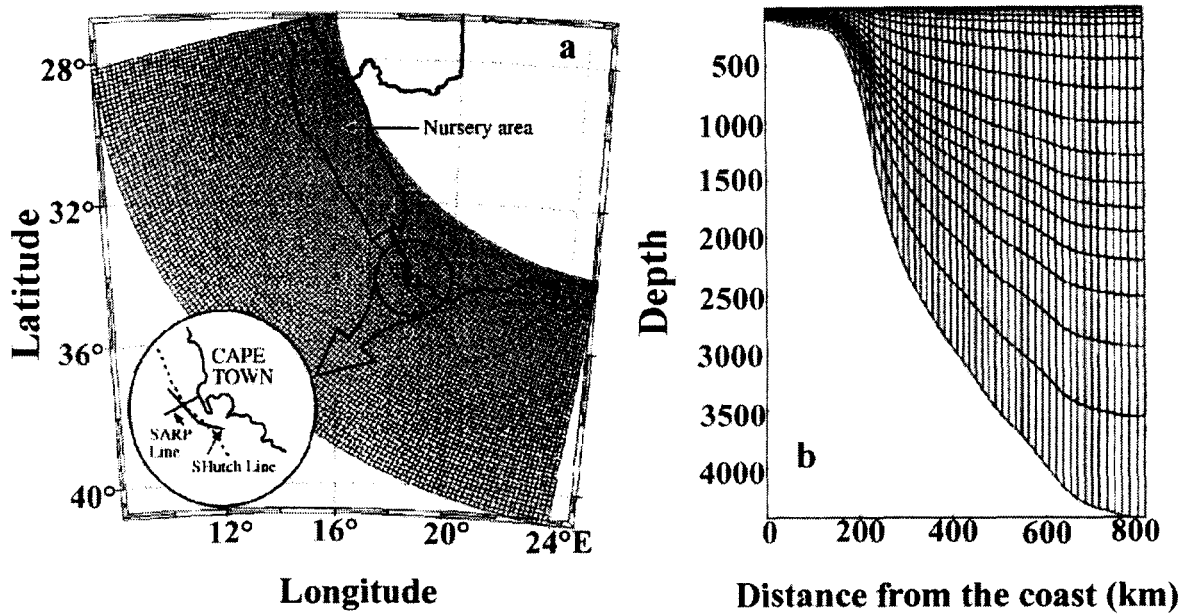 a
28°
32°
36°
40°
Latitude
Nursery area
CAPE
TOWN
SARP
Line
SHutch Line
12°
16°
20°
24°E
Longitude
500
1000
1500
2000
2500
3000
3500
4000
Depth
b
0
200
400
600
800
Distance from the coast (km)